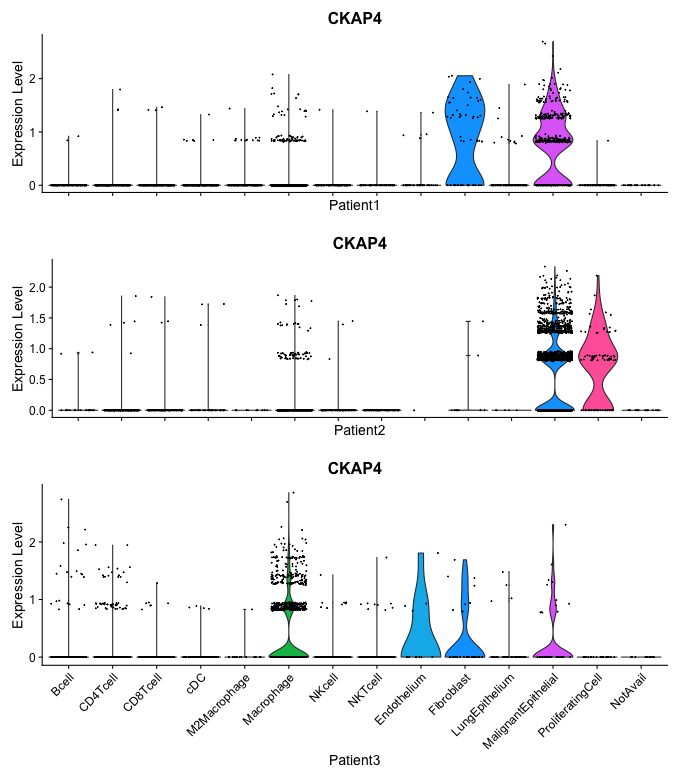 CKAP4
Expression Level
2
1
0
Patient1
CKAP4
Expression Level
2.0
1.5
1.0
0.5
0.0
Patient2
CKAP4
Expression Level
2
1
0
Bcell
CD4Tcell
CD8Tcell
cDC
M2Macrophage
Macrophage
NKcell
NKTcell
Endothelium
Fibroblast
LungEpithelium
MalignantEpithelial
ProliferatingCell
NotAvail
Patient3